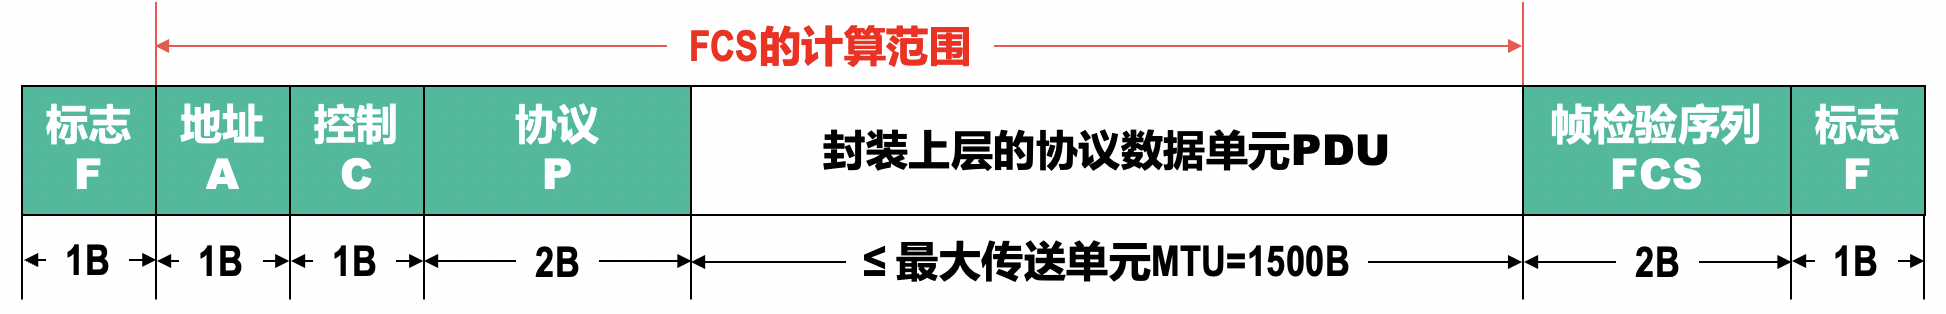 FCS的计算范围
标志
F
地址
A
控制
C
协议
P
封装上层的协议数据单元PDU
帧检验序列
FCS
标志
F
1B
1B
1B
2B
≤ 最大传送单元MTU=1500B
2B
1B